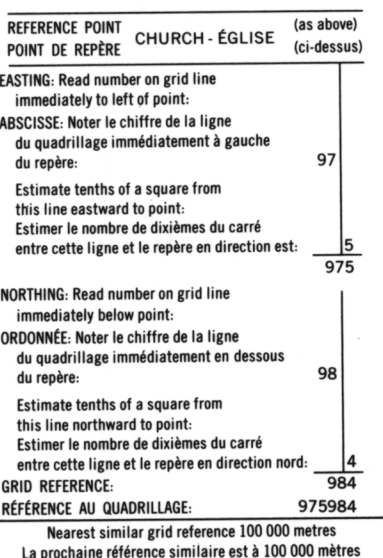 REFERENCE POINT CHURCH - ÉGLISE (as above)
POINT DE REPÈRE (ci-dessus)
EASTING: Read number on grid line
immediately to left of point:
ABSCISSE: Noter le chiffre de la ligne
du quadrillage immédiatement à gauche
du repère: 97
Estimate tenths of a square from
this line eastward to point:
Estimer le nombre de dixièmes du carré
entre cette ligne et le repère en direction est: 5
975
NORTHING: Read number on grid line
immediately below point:
ORDONNÉE: Noter le chiffre de la ligne
du quadrillage immédiatement en dessous
du repère: 98
Estimate tenths of a square from
this line northward to point:
Estimer le nombre de dixièmes du carré
entre cette ligne et le repère en direction nord: 4
GRID REFERENCE: 984
RÉFÉRENCE AU QUADRILLAGE: 975984
Nearest similar grid reference 100 000 metres
La prochaine référence similaire est à 100 000 mètres